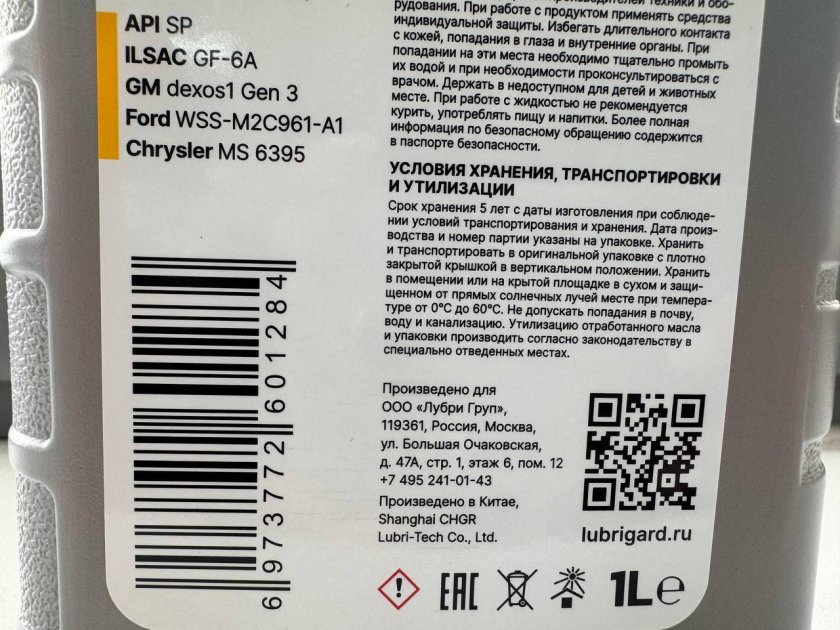 API SP
ILSAC GF-6A
GM dexos1 Gen 3
Ford WSS-M2C961-A1
Chrysler MS 6395
рудования. При работе с продуктом применять средства
индивидуальной защиты. Избегать длительного контакта
с кожей, попадания в глаза и внутренние органы. При
попадании на эти места необходимо тщательно промыть
их водой и при необходимости проконсультироваться с
врачом. Держать в недоступном для детей и животных
месте. При работе с жидкостью не рекомендуется
курить, употреблять пищу и напитки. Более полная
информация по безопасному обращению содержится
в паспорте безопасности.
УСЛОВИЯ ХРАНЕНИЯ, ТРАНСПОРТИРОВКИ
И УТИЛИЗАЦИИ
Срок хранения 5 лет с даты изготовления при соблюде-
нии условий транспортирования и хранения. Дата произ-
водства и номер партии указаны на упаковке. Хранить
и транспортировать в оригинальной упаковке с плотно
закрытой крышкой в вертикальном положении. Хранить
в помещении или на крытой площадке в сухом и защи-
щенном от прямых солнечных лучей месте при темпера-
туре от 0°C до 60°C. Не допускать попадания в почву,
воду и канализацию. Утилизацию отработанного масла
и упаковки производить согласно законодательству в
специально отведенных местах.
6 973772 601284
Произведено для
ООО «Лубри Груп»,
119361, Россия, Москва,
ул. Большая Очаковская,
д. 47А, стр. 1, этаж 6, пом. 12
+7 495 241-01-43
Произведено в Китае,
Shanghai CHGR
Lubri-Tech Co., Ltd.
lubrigard.ru
EAC
1L e